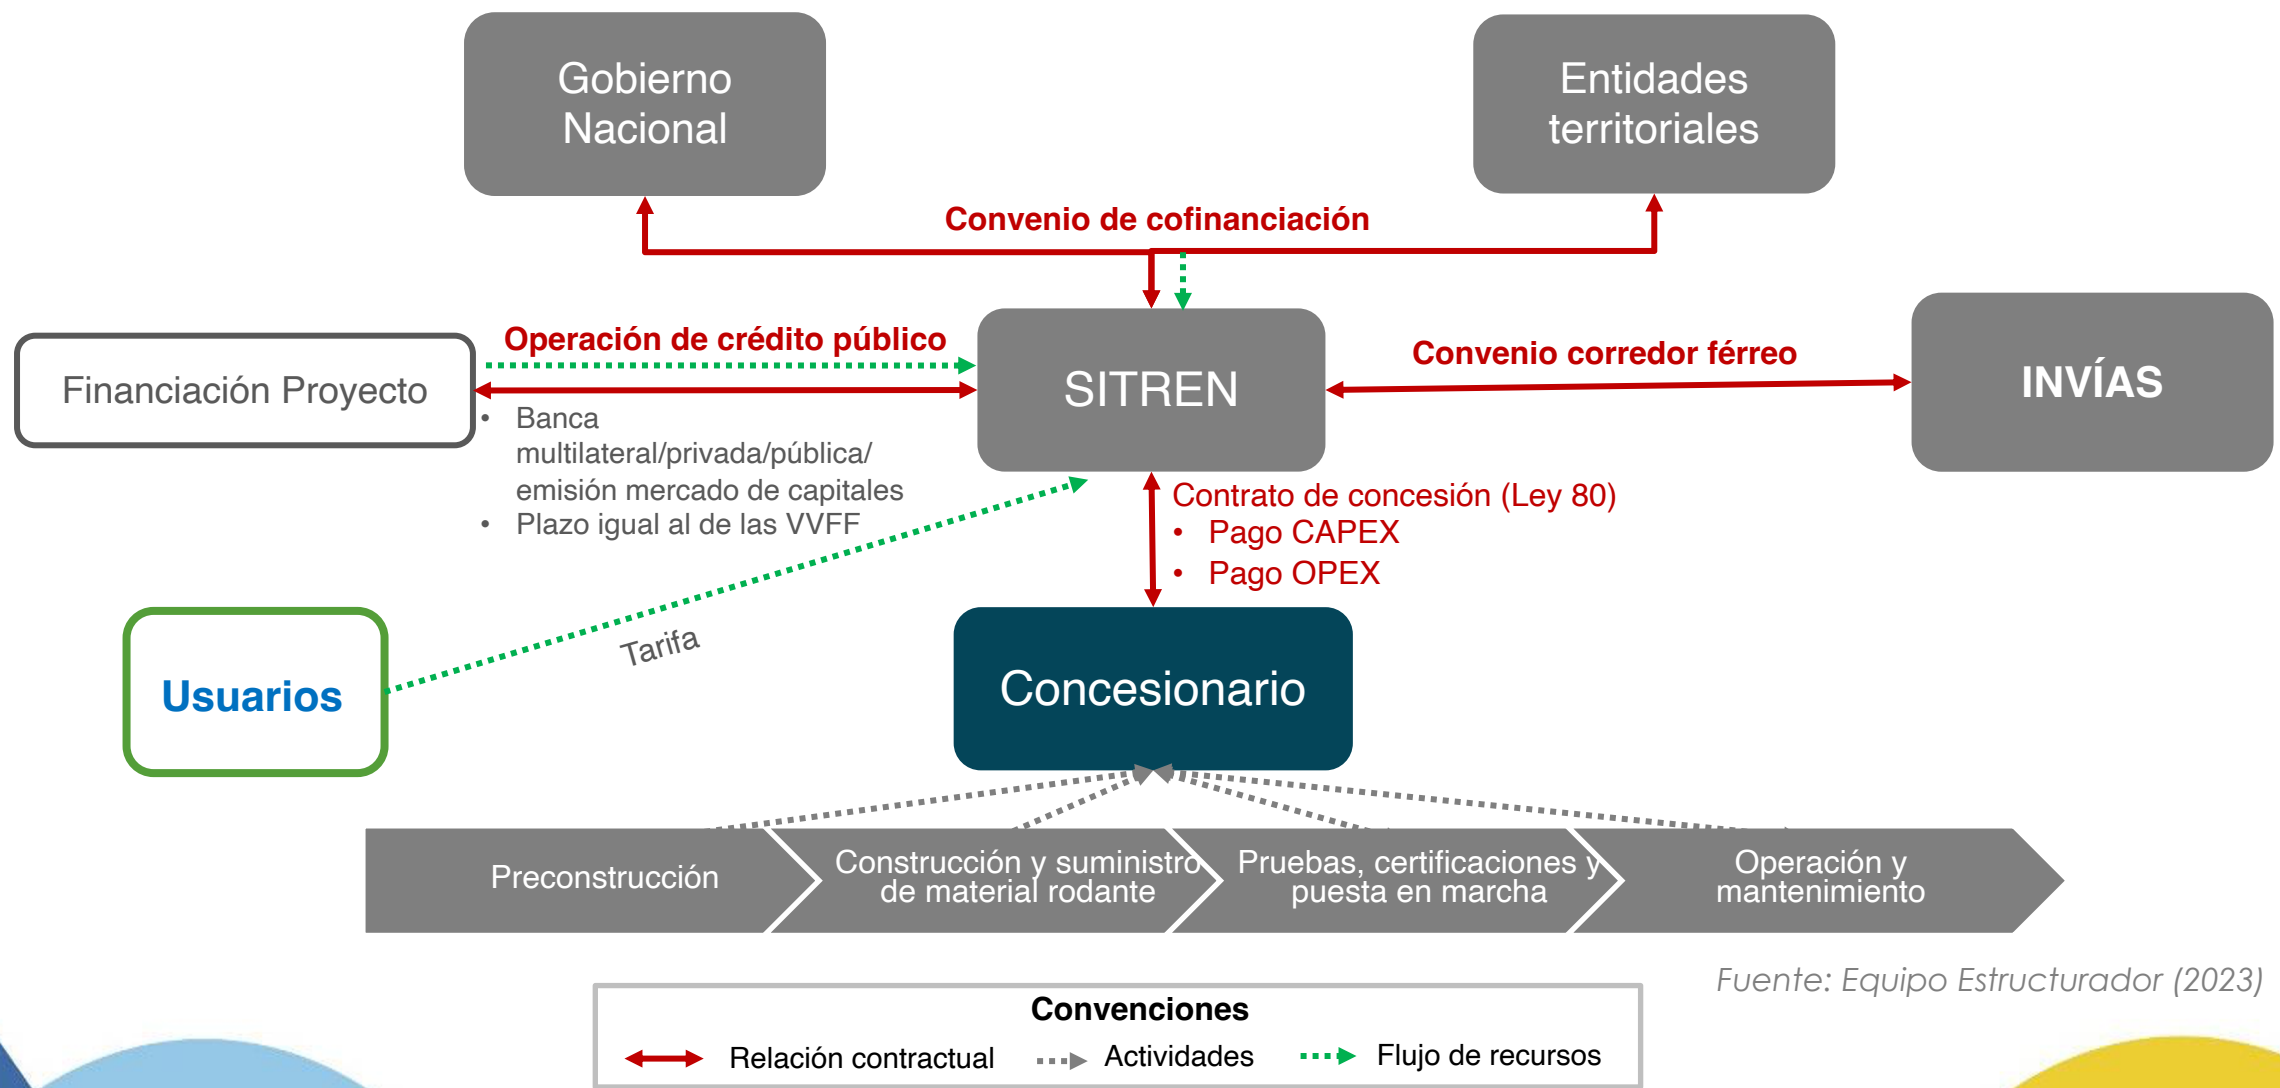 Gobierno
Nacional
Entidades
territoriales
Convenio de cofinanciación
Operación de crédito público
Financiación Proyecto
SITREN
Convenio corredor férreo
INVÍAS
• Banca
multilateral/privada/pública/
emisión mercado de capitales
• Plazo igual al de las VVFF
Contrato de concesión (Ley 80)
• Pago CAPEX
• Pago OPEX
Tarifa
Usuarios
Concesionario
Preconstrucción
Construcción y suministro
de material rodante
Pruebas, certificaciones y
puesta en marcha
Operación y
mantenimiento
Fuente: Equipo Estructurador (2023)
Convenciones
Relación contractual
Actividades
Flujo de recursos